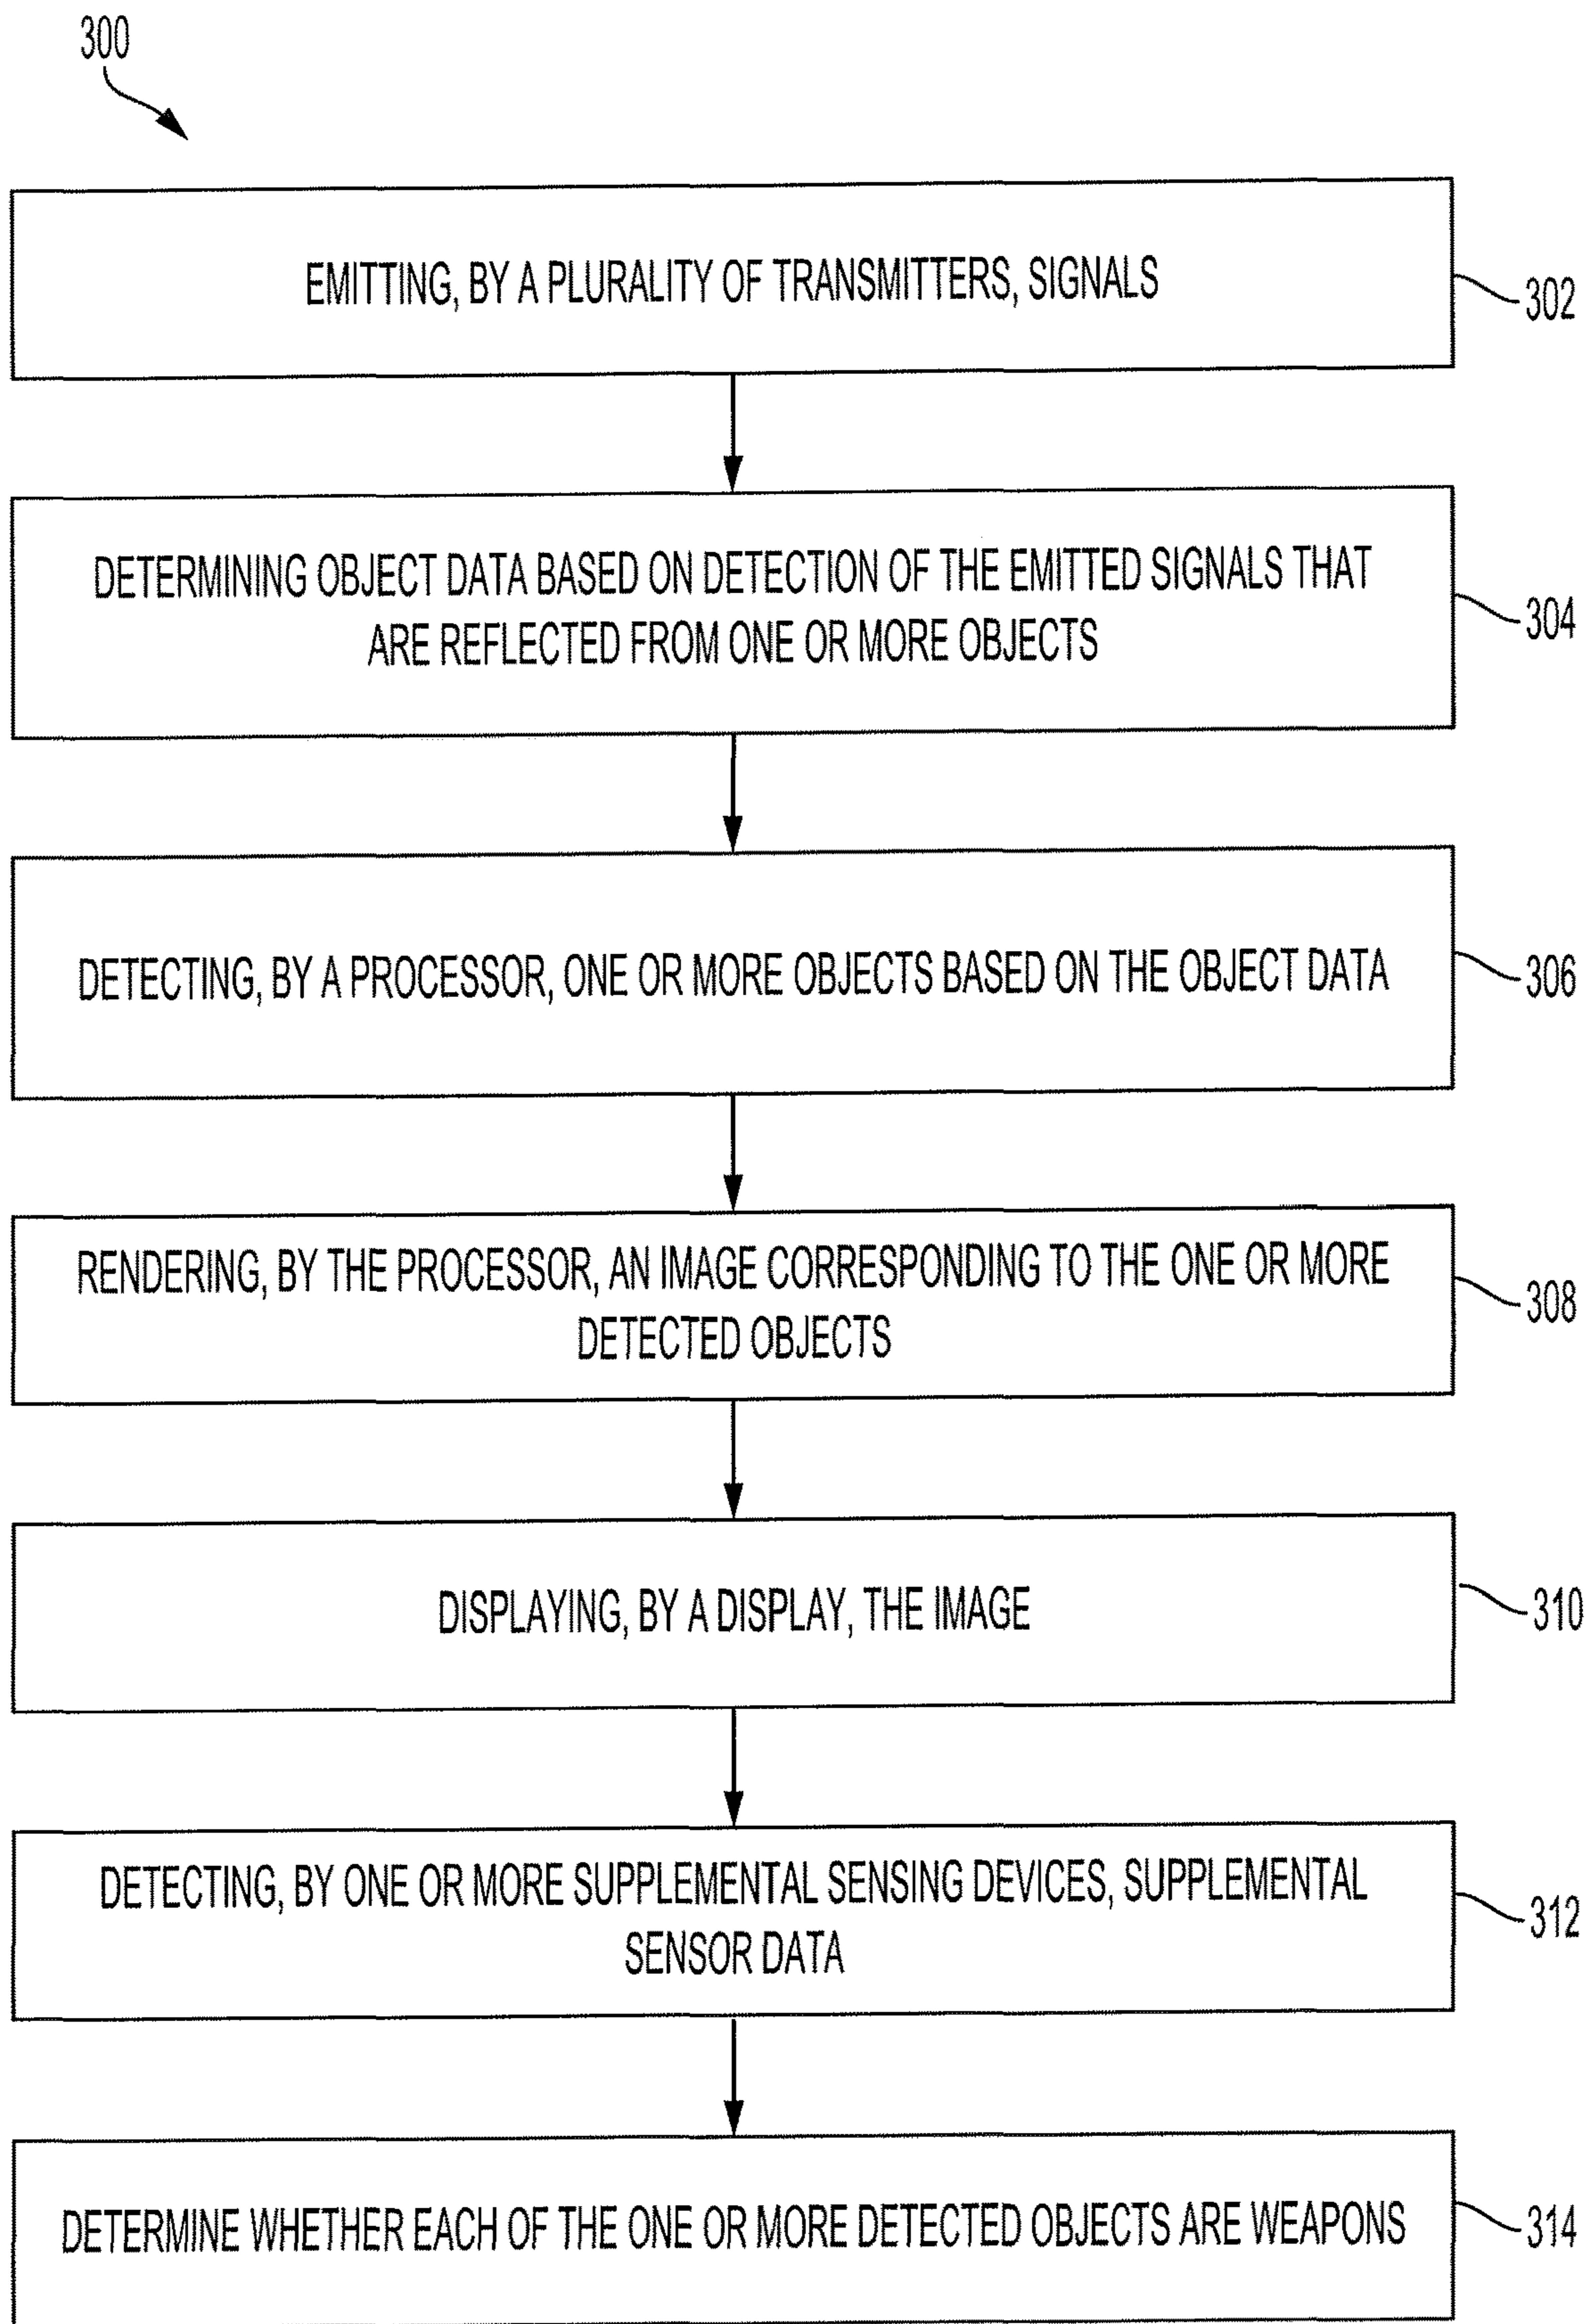 300
EMITTING, BY A PLURALITY OF TRANSMITTERS, SIGNALS
302
DETERMINING OBJECT DATA BASED ON DETECTION OF THE EMITTED SIGNALS THAT
ARE REFLECTED FROM ONE OR MORE OBJECTS
304
DETECTING, BY A PROCESSOR, ONE OR MORE OBJECTS BASED ON THE OBJECT DATA
306
RENDERING, BY THE PROCESSOR, AN IMAGE CORRESPONDING TO THE ONE OR MORE
DETECTED OBJECTS
308
DISPLAYING, BY A DISPLAY, THE IMAGE
310
DETECTING, BY ONE OR MORE SUPPLEMENTAL SENSING DEVICES, SUPPLEMENTAL
SENSOR DATA
312
DETERMINE WHETHER EACH OF THE ONE OR MORE DETECTED OBJECTS ARE WEAPONS
314